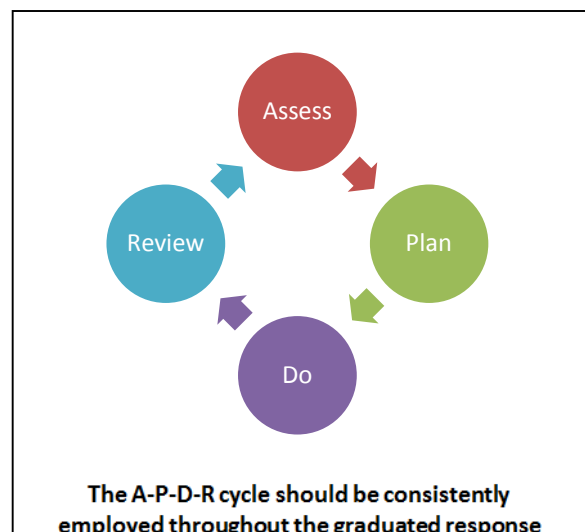 Assess
Review
Plan
Do
The A-P-D-R cycle should be consistently
employed throughout the graduated response